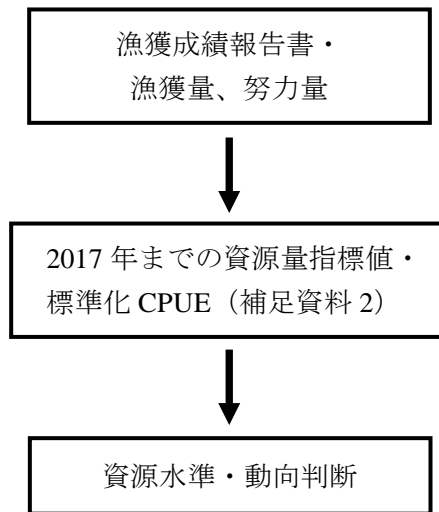 漁獲成績報告書・
漁獲量、努力量
2017 年までの資源量指標値・
標準化 CPUE（補足資料 2）
資源水準・動向判断